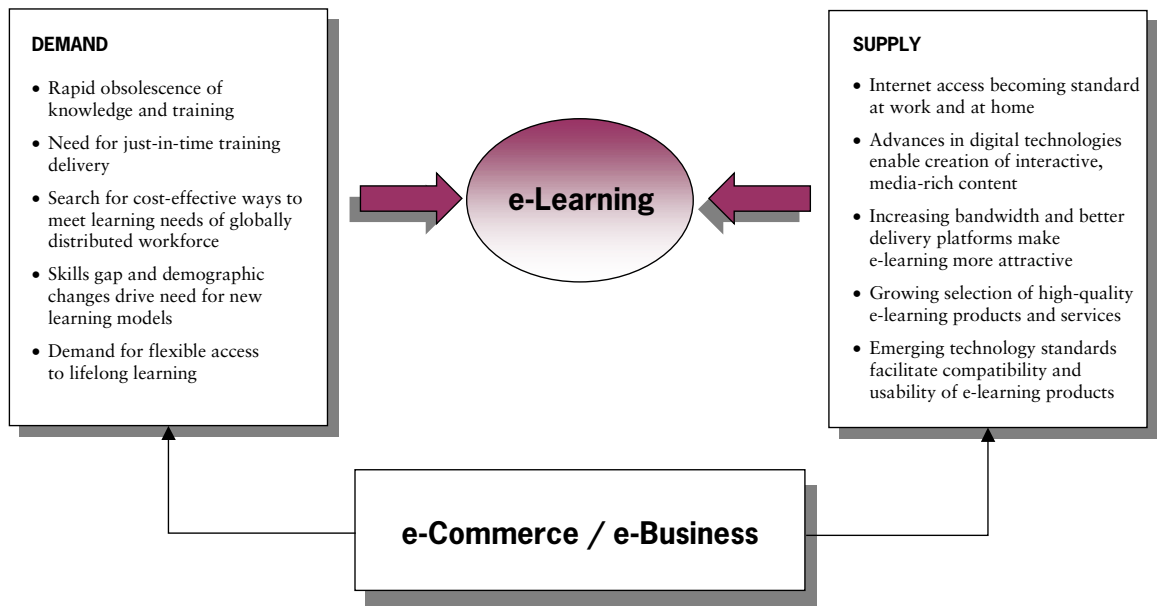 DEMAND
• Rapid obsolescence of
knowledge and training
• Need for just-in-time training
delivery
• Search for cost-effective ways to
meet learning needs of globally
distributed workforce
• Skills gap and demographic
changes drive need for new
learning models
• Demand for flexible access
to lifelong learning
e-Learning
SUPPLY
• Internet access becoming standard
at work and at home
• Advances in digital technologies
enable creation of interactive,
media-rich content
• Increasing bandwidth and better
delivery platforms make
e-learning more attractive
• Growing selection of high-quality
e-learning products and services
• Emerging technology standards
facilitate compatibility and
usability of e-learning products
e-Commerce / e-Business